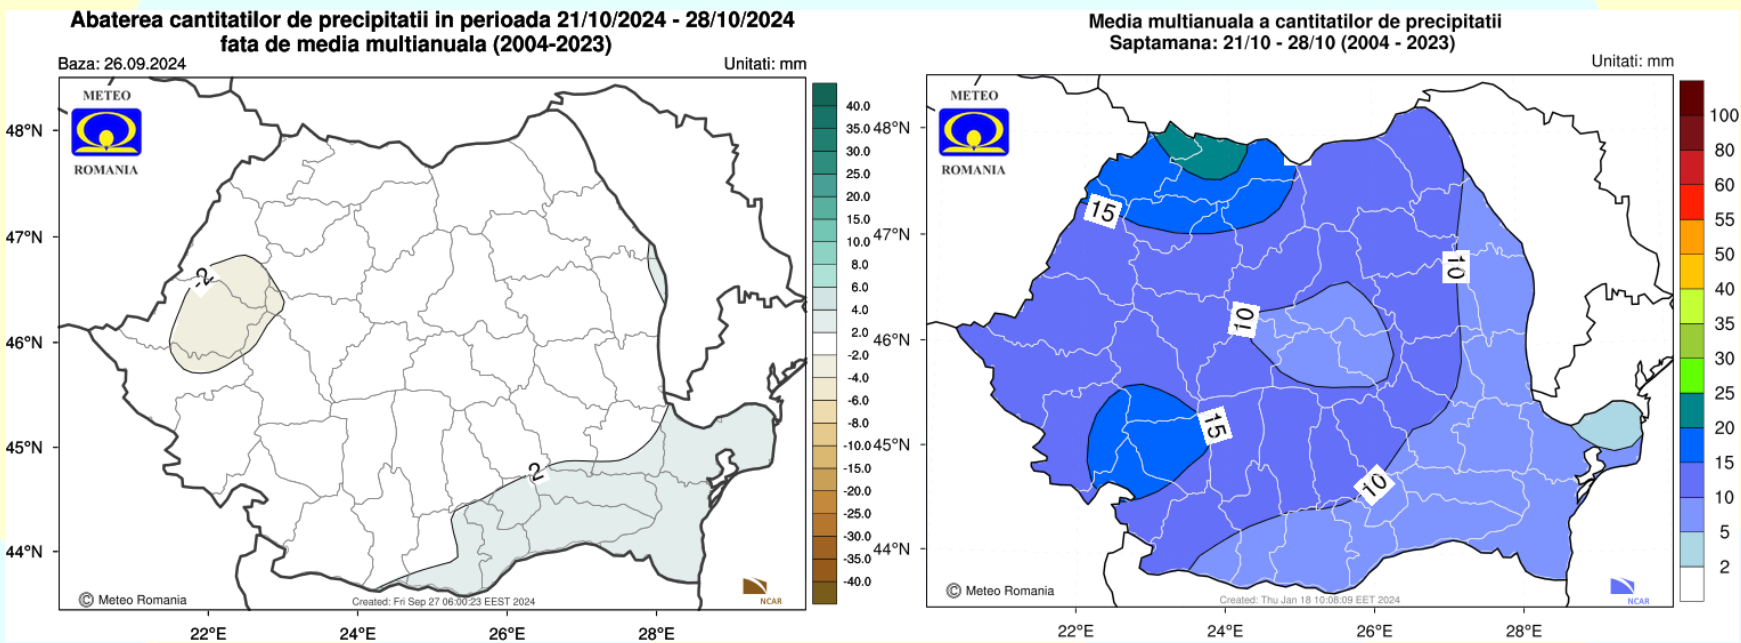 Abaterea cantitatilor de precipitatii in perioada 21/10/2024 - 28/10/2024
fata de media multianuala (2004-2023)
Baza: 26.09.2024
Unitati: mm
METEO
ROMANIA
48°N
47°N
46°N
45°N
44°N
-2
2
22°E
24°E
26°E
28°E
© Meteo Romania
Created: Fri Sep 27 06:00:23 EEST 2024
NCAR
40.0
35.0
30.0
25.0
20.0
15.0
10.0
8.0
6.0
4.0
2.0
-2.0
-4.0
-6.0
-8.0
-10.0
-15.0
-20.0
-25.0
-30.0
-35.0
-40.0
Media multianuala a cantitatilor de precipitatii
Saptamana: 21/10 - 28/10 (2004 - 2023)
Unitati: mm
METEO
ROMANIA
48°N
47°N
46°N
45°N
44°N
15
10
10
15
10
22°E
24°E
26°E
28°E
© Meteo Romania
Created: Thu Jan 18 10:08:09 EET 2024
NCAR
100
80
60
55
50
40
35
30
25
20
15
10
5
2